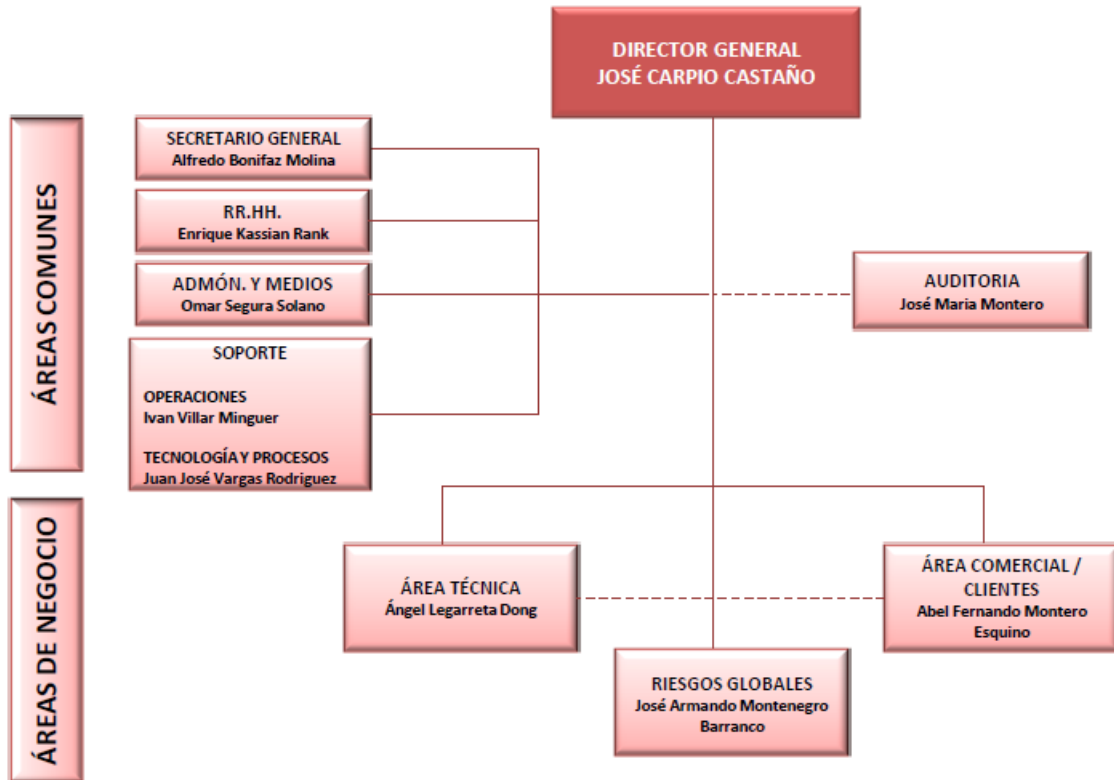 DIRECTOR GENERAL
JOSÉ CARPIO CASTAÑO
ÁREAS COMUNES
SECRETARIO GENERAL
Alfredo Bonifaz Molina
RR.HH.
Enrique Kassian Rank
ADMÓN. Y MEDIOS
Omar Segura Solano
SOPORTE
OPERACIONES
Ivan Villar Minguer
TECNOLOGÍA Y PROCESOS
Juan José Vargas Rodriguez
AUDITORIA
José Maria Montero
ÁREAS DE NEGOCIO
ÁREA TÉCNICA
Ángel Legarreta Dong
ÁREA COMERCIAL /
CLIENTES
Abel Fernando Montero
Esquino
RIESGOS GLOBALES
José Armando Montenegro
Barranco